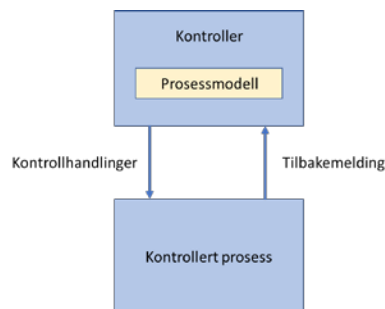 Kontroller
Prosessmodell
Kontrollhandlinger
Tilbakemelding
Kontrollert prosess